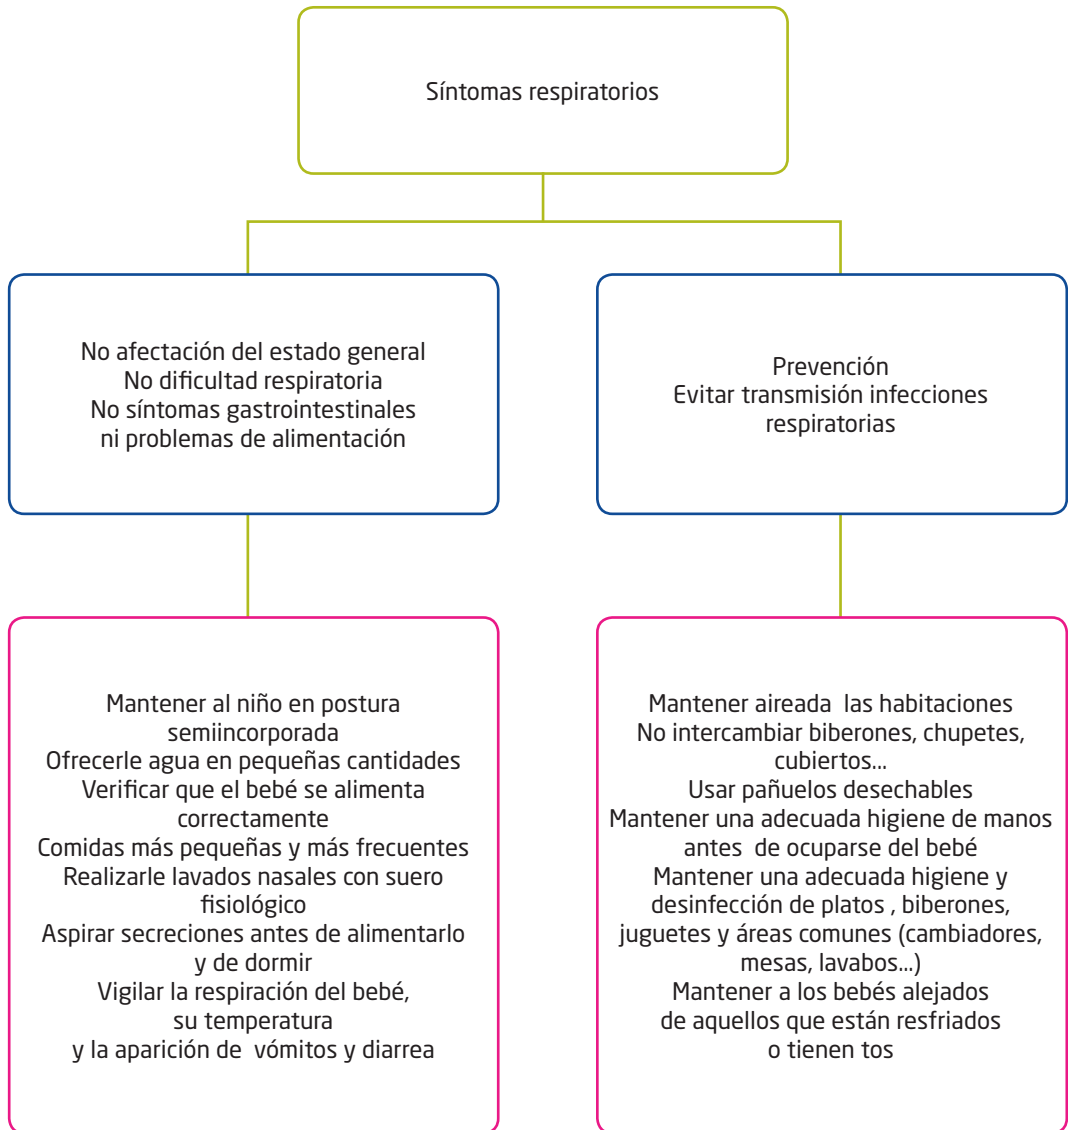 Síntomas respiratorios
No afectación del estado general
No dificultad respiratoria
No síntomas gastrointestinales
ni problemas de alimentación
Prevención
Evitar transmisión infecciones
respiratorias
Mantener al niño en postura
semiincorporada
Ofrecerle agua en pequeñas cantidades
Verificar que el bebé se alimenta
correctamente
Comidas más pequeñas y más frecuentes
Realizarle lavados nasales con suero
fisiológico
Aspirar secreciones antes de alimentarlo
y de dormir
Vigilar la respiración del bebé,
su temperatura
y la aparición de vómitos y diarrea
Mantener aireada las habitaciones
No intercambiar biberones, chupetes,
cubiertos...
Usar pañuelos desechables
Mantener una adecuada higiene de manos
antes de ocuparse del bebé
Mantener una adecuada higiene y
desinfección de platos , biberones,
juguetes y áreas comunes (cambiadores,
mesas, lavabos...)
Mantener a los bebés alejados
de aquellos que están resfriados
o tienen tos